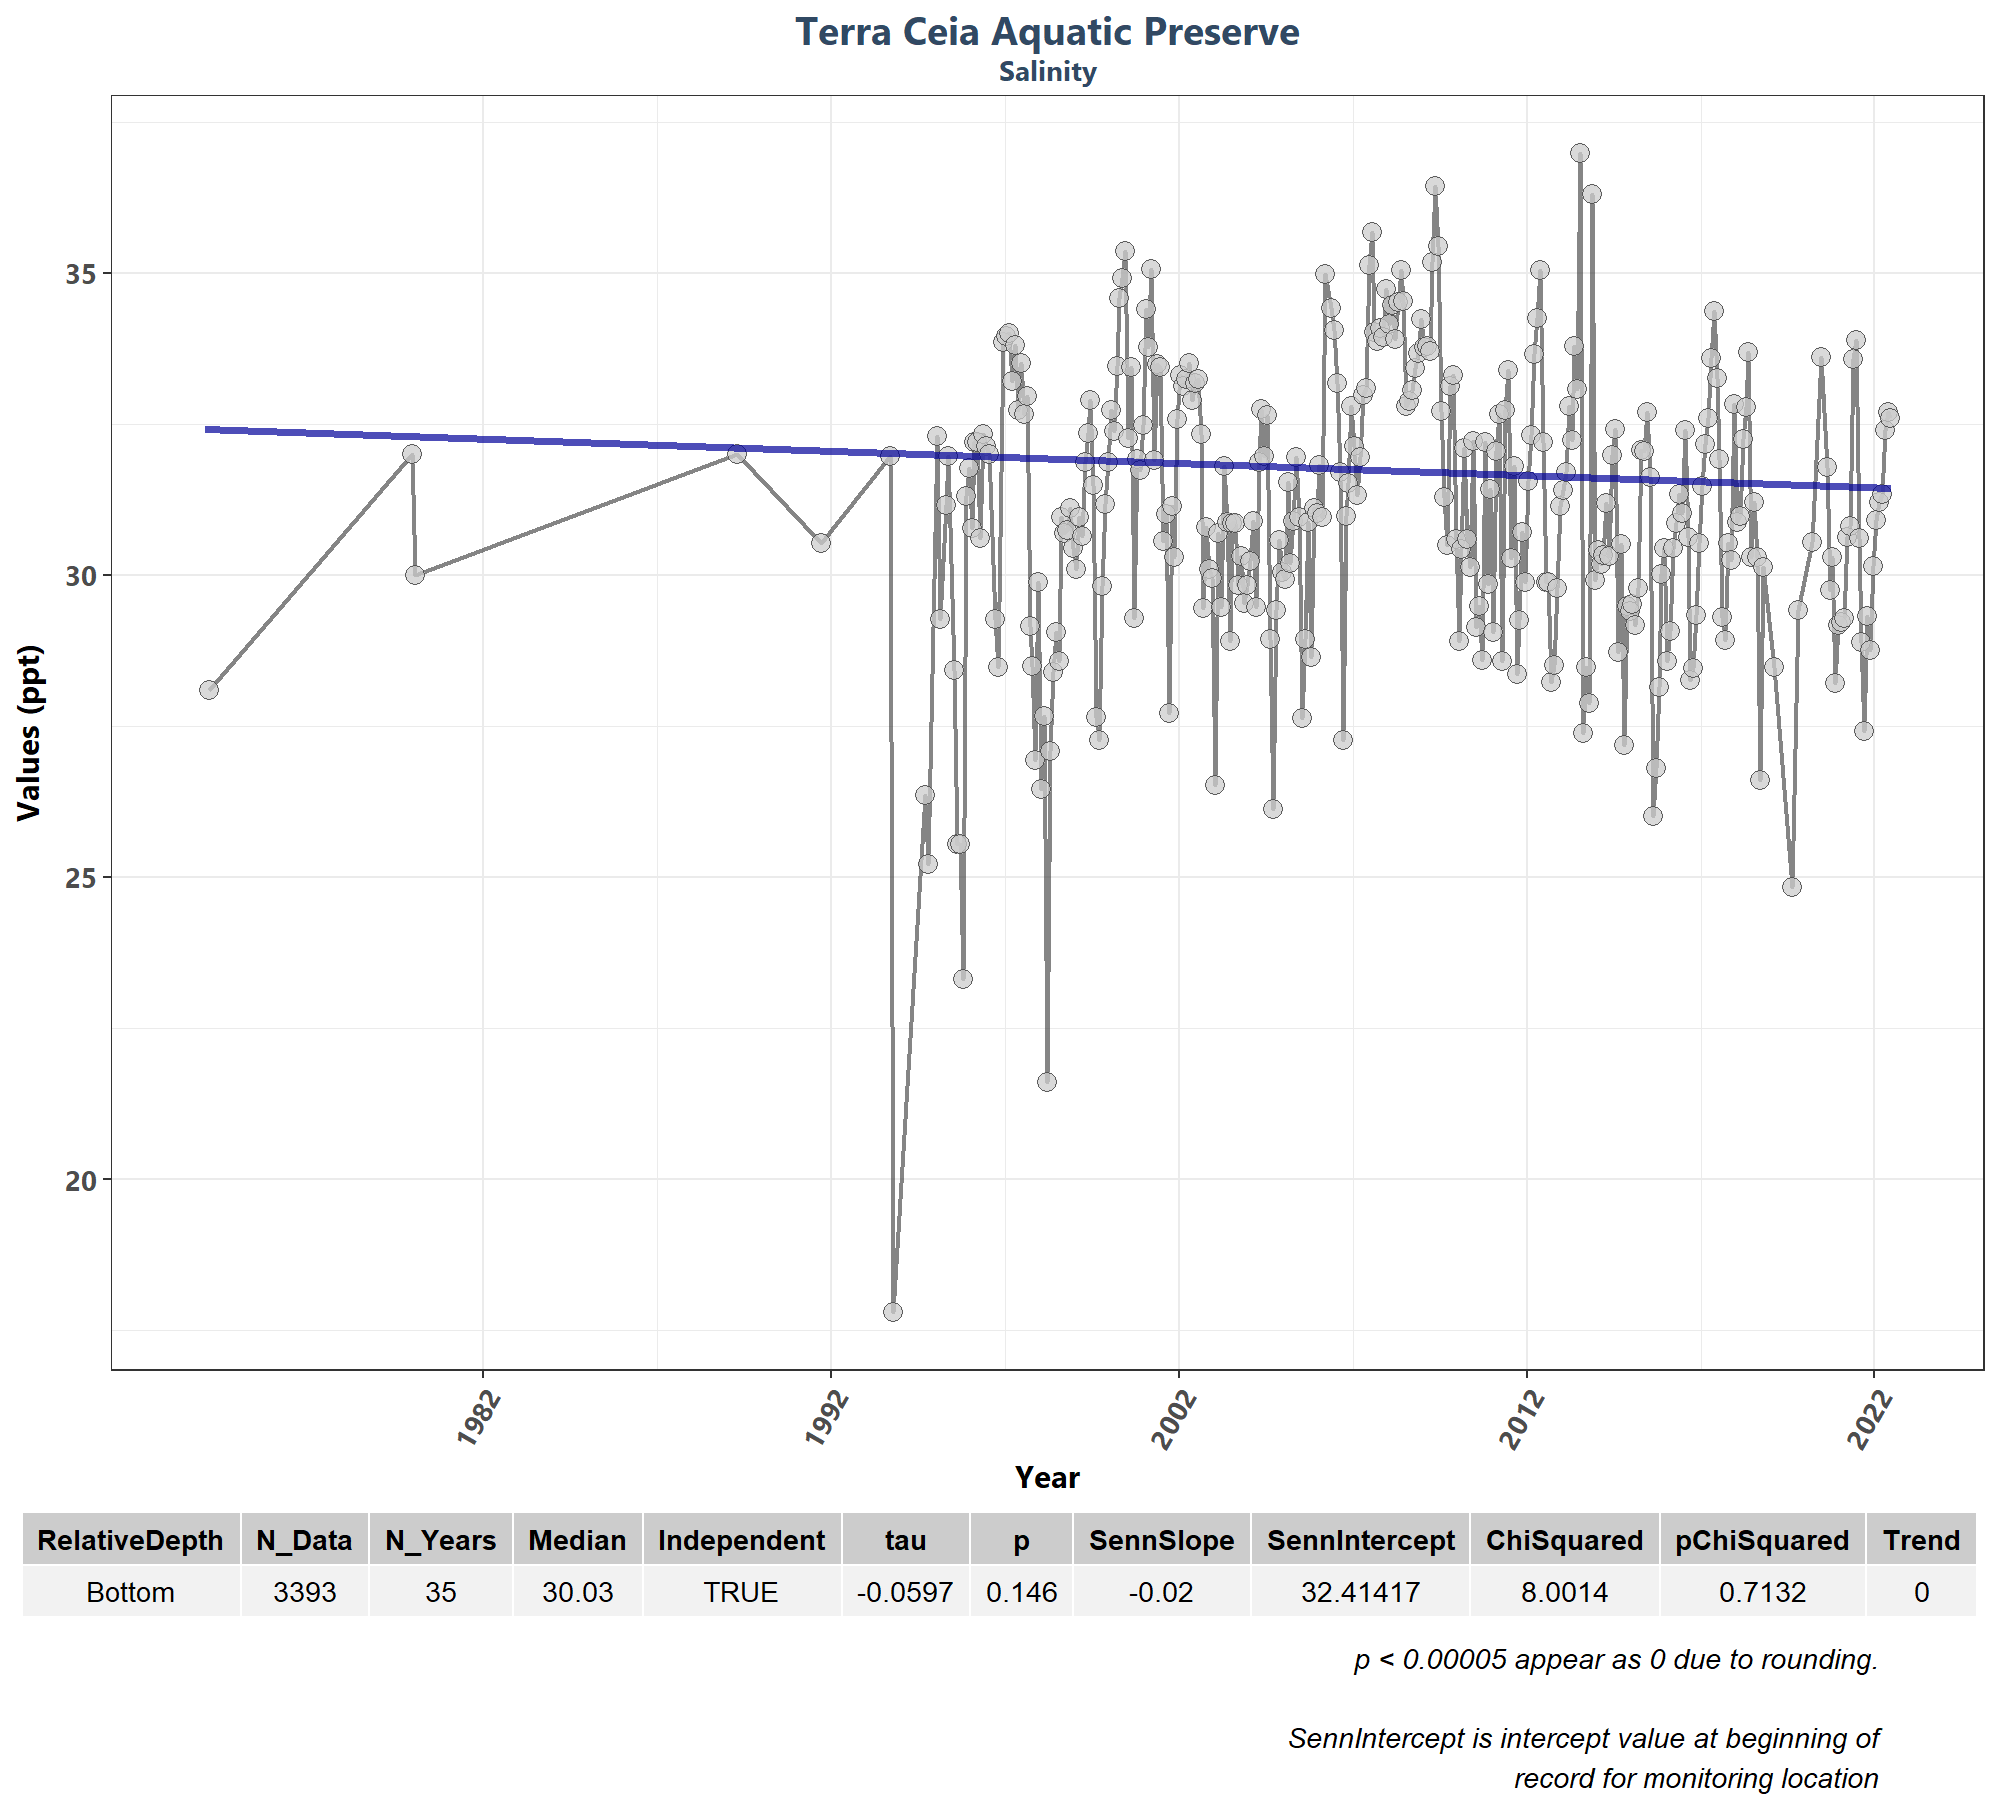 Terra Ceia Aquatic Preserve
Salinity
Values (ppt)
35
30
25
20
1982
1992
2002
2012
2022
Year
RelativeDepth N_Data N_Years Median Independent tau p SennSlope SennIntercept ChiSquared pChiSquared Trend
Bottom 3393 35 30.03 TRUE -0.0597 0.146 -0.02 32.41417 8.0014 0.7132 0
p < 0.00005 appear as 0 due to rounding.
SennIntercept is intercept value at beginning of
record for monitoring location